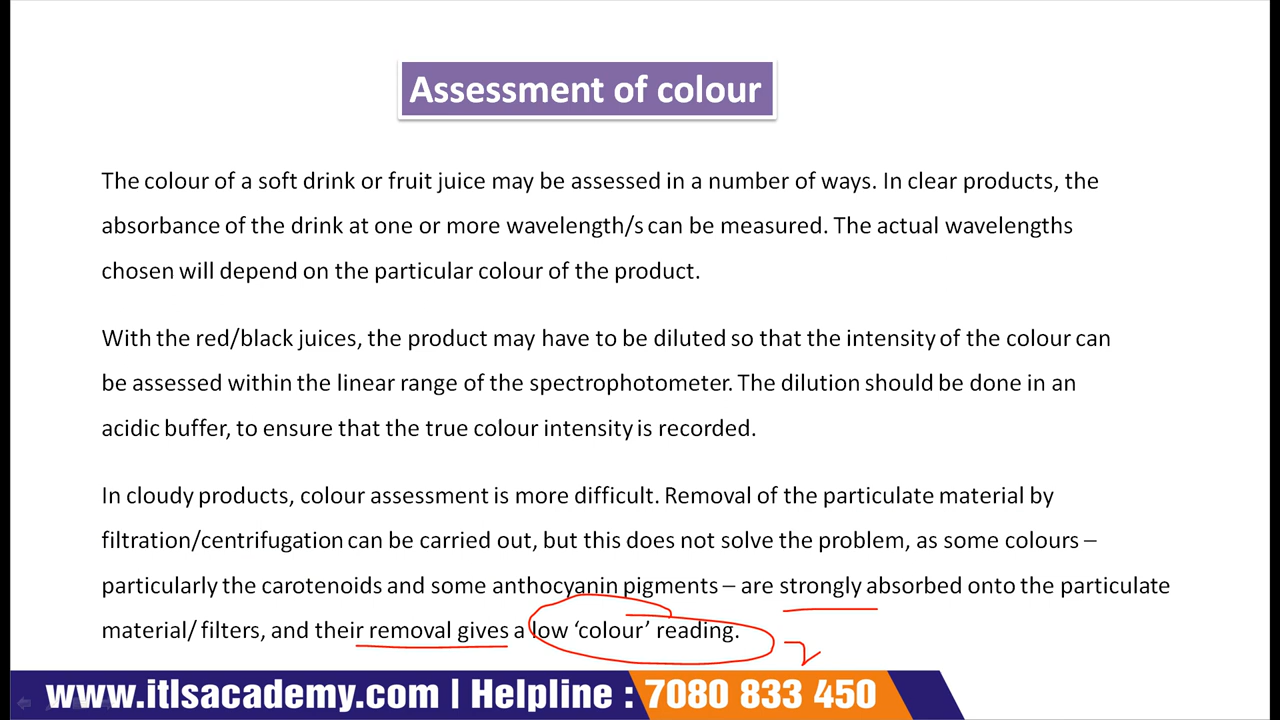 Assessment of colour
The colour of a soft drink or fruit juice may be assessed in a number of ways. In clear products, the
absorbance of the drink at one or more wavelength/s can be measured. The actual wavelengths
chosen will depend on the particular colour of the product.
With the red/black juices, the product may have to be diluted so that the intensity of the colour can
be assessed within the linear range of the spectrophotometer. The dilution should be done in an
acidic buffer, to ensure that the true colour intensity is recorded.
In cloudy products, colour assessment is more difficult. Removal of the particulate material by
filtration/centrifugation can be carried out, but this does not solve the problem, as some colours –
particularly the carotenoids and some anthocyanin pigments – are strongly absorbed onto the particulate
material/ filters, and their removal gives a low ‘colour’ reading.
www.itlsacademy.com | Helpline : 7080 833 450